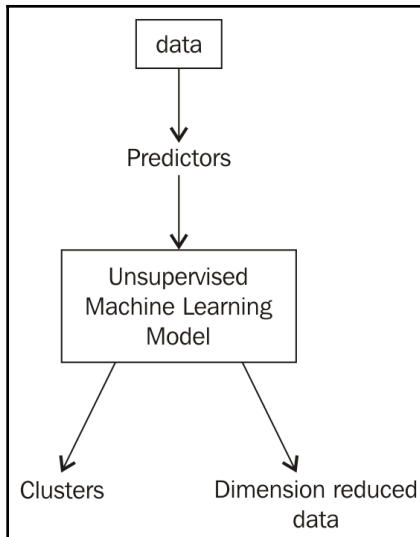 data
Predictors
Unsupervised
Machine Learning
Model
Clusters
Dimension reduced
data